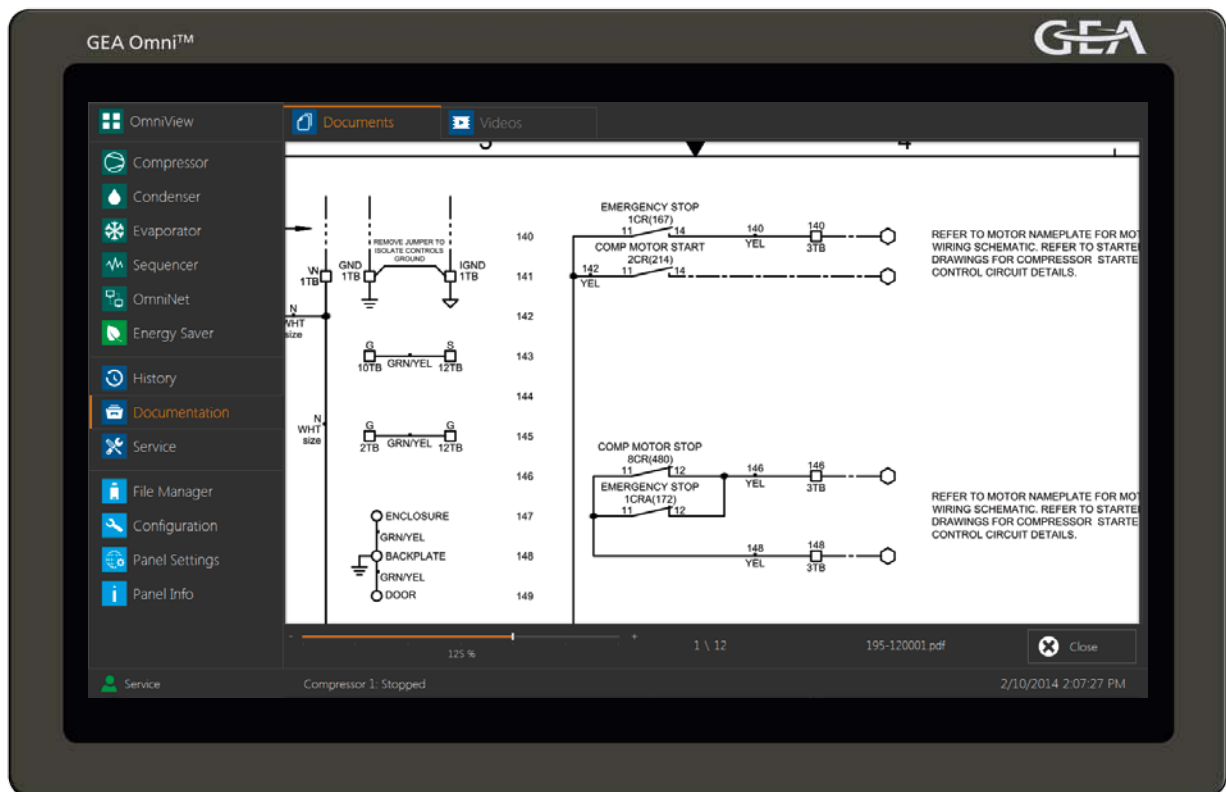 GEA Omni™
GEA
OmniView
Compressor
Condenser
Evaporator
Sequencer
OmniNet
Energy Saver
History
Documentation
Service
File Manager
Configuration
Panel Settings
Panel Info
Documents
Videos
4
REMOVE JUMPER TO
ISOLATE CONTROLS
GROUND
1TB
GND
1TB
IGND
1TB
N
WHT
size
G
10TB
GRN/YEL
S
12TB
N
WHT
size
G
2TB
GRN/YEL
G
12TB
ENCLOSURE
GRN/YEL
BACKPLATE
GRN/YEL
DOOR
140
141
142
143
144
145
146
147
148
149
EMERGENCY STOP
1CR(167)
11 14
140
YEL
140
3TB
COMP MOTOR START
2CR(214)
142
YEL
11 14
REFER TO MOTOR NAMEPLATE FOR MOT
WIRING SCHEMATIC. REFER TO STARTE
DRAWINGS FOR COMPRESSOR STARTE
CONTROL CIRCUIT DETAILS.
COMP MOTOR STOP
8CR(480)
11 12
146
YEL
146
3TB
EMERGENCY STOP
1CRA(172)
11 12
148
YEL
148
3TB
REFER TO MOTOR NAMEPLATE FOR MOT
WIRING SCHEMATIC. REFER TO STARTE
DRAWINGS FOR COMPRESSOR STARTE
CONTROL CIRCUIT DETAILS.
- +
125 %
1 \ 12
195-120001.pdf
Close
Service
Compressor 1: Stopped
2/10/2014 2:07:27 PM